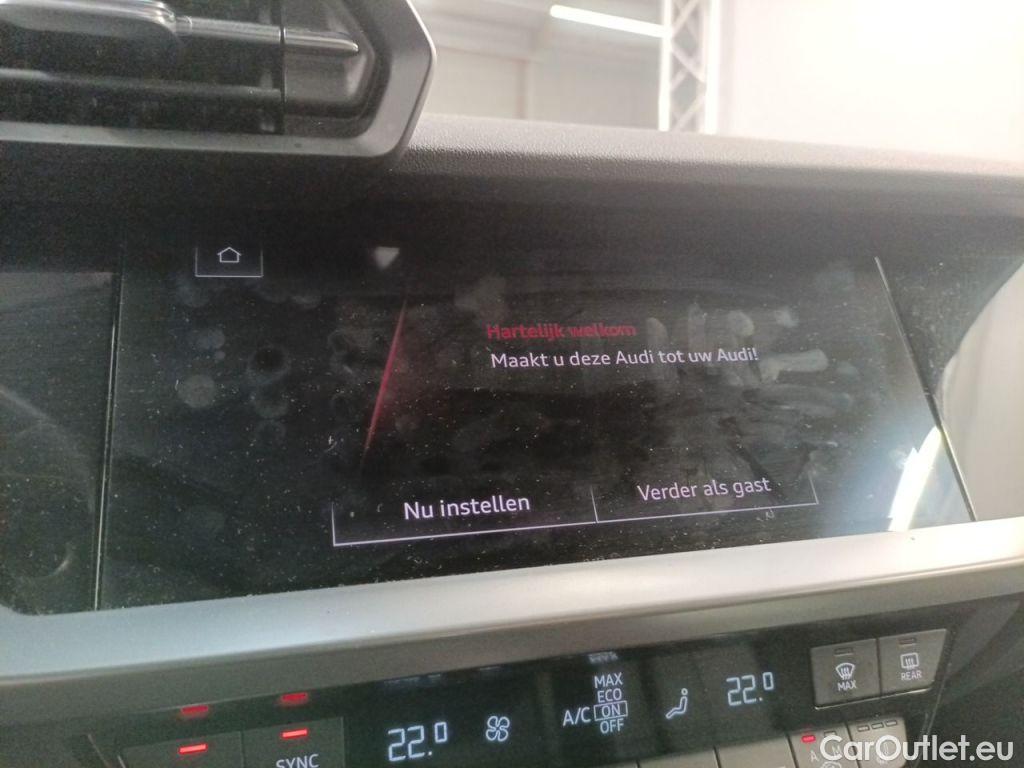 Hartelijk welkom
Maakt u deze Audi tot uw Audi!
Nu instellen
Verder als gast
MAX
ECO
A/C ON
OFF
22.0
22.0
MAX
REAR
SYNC
CarOutlet.eu